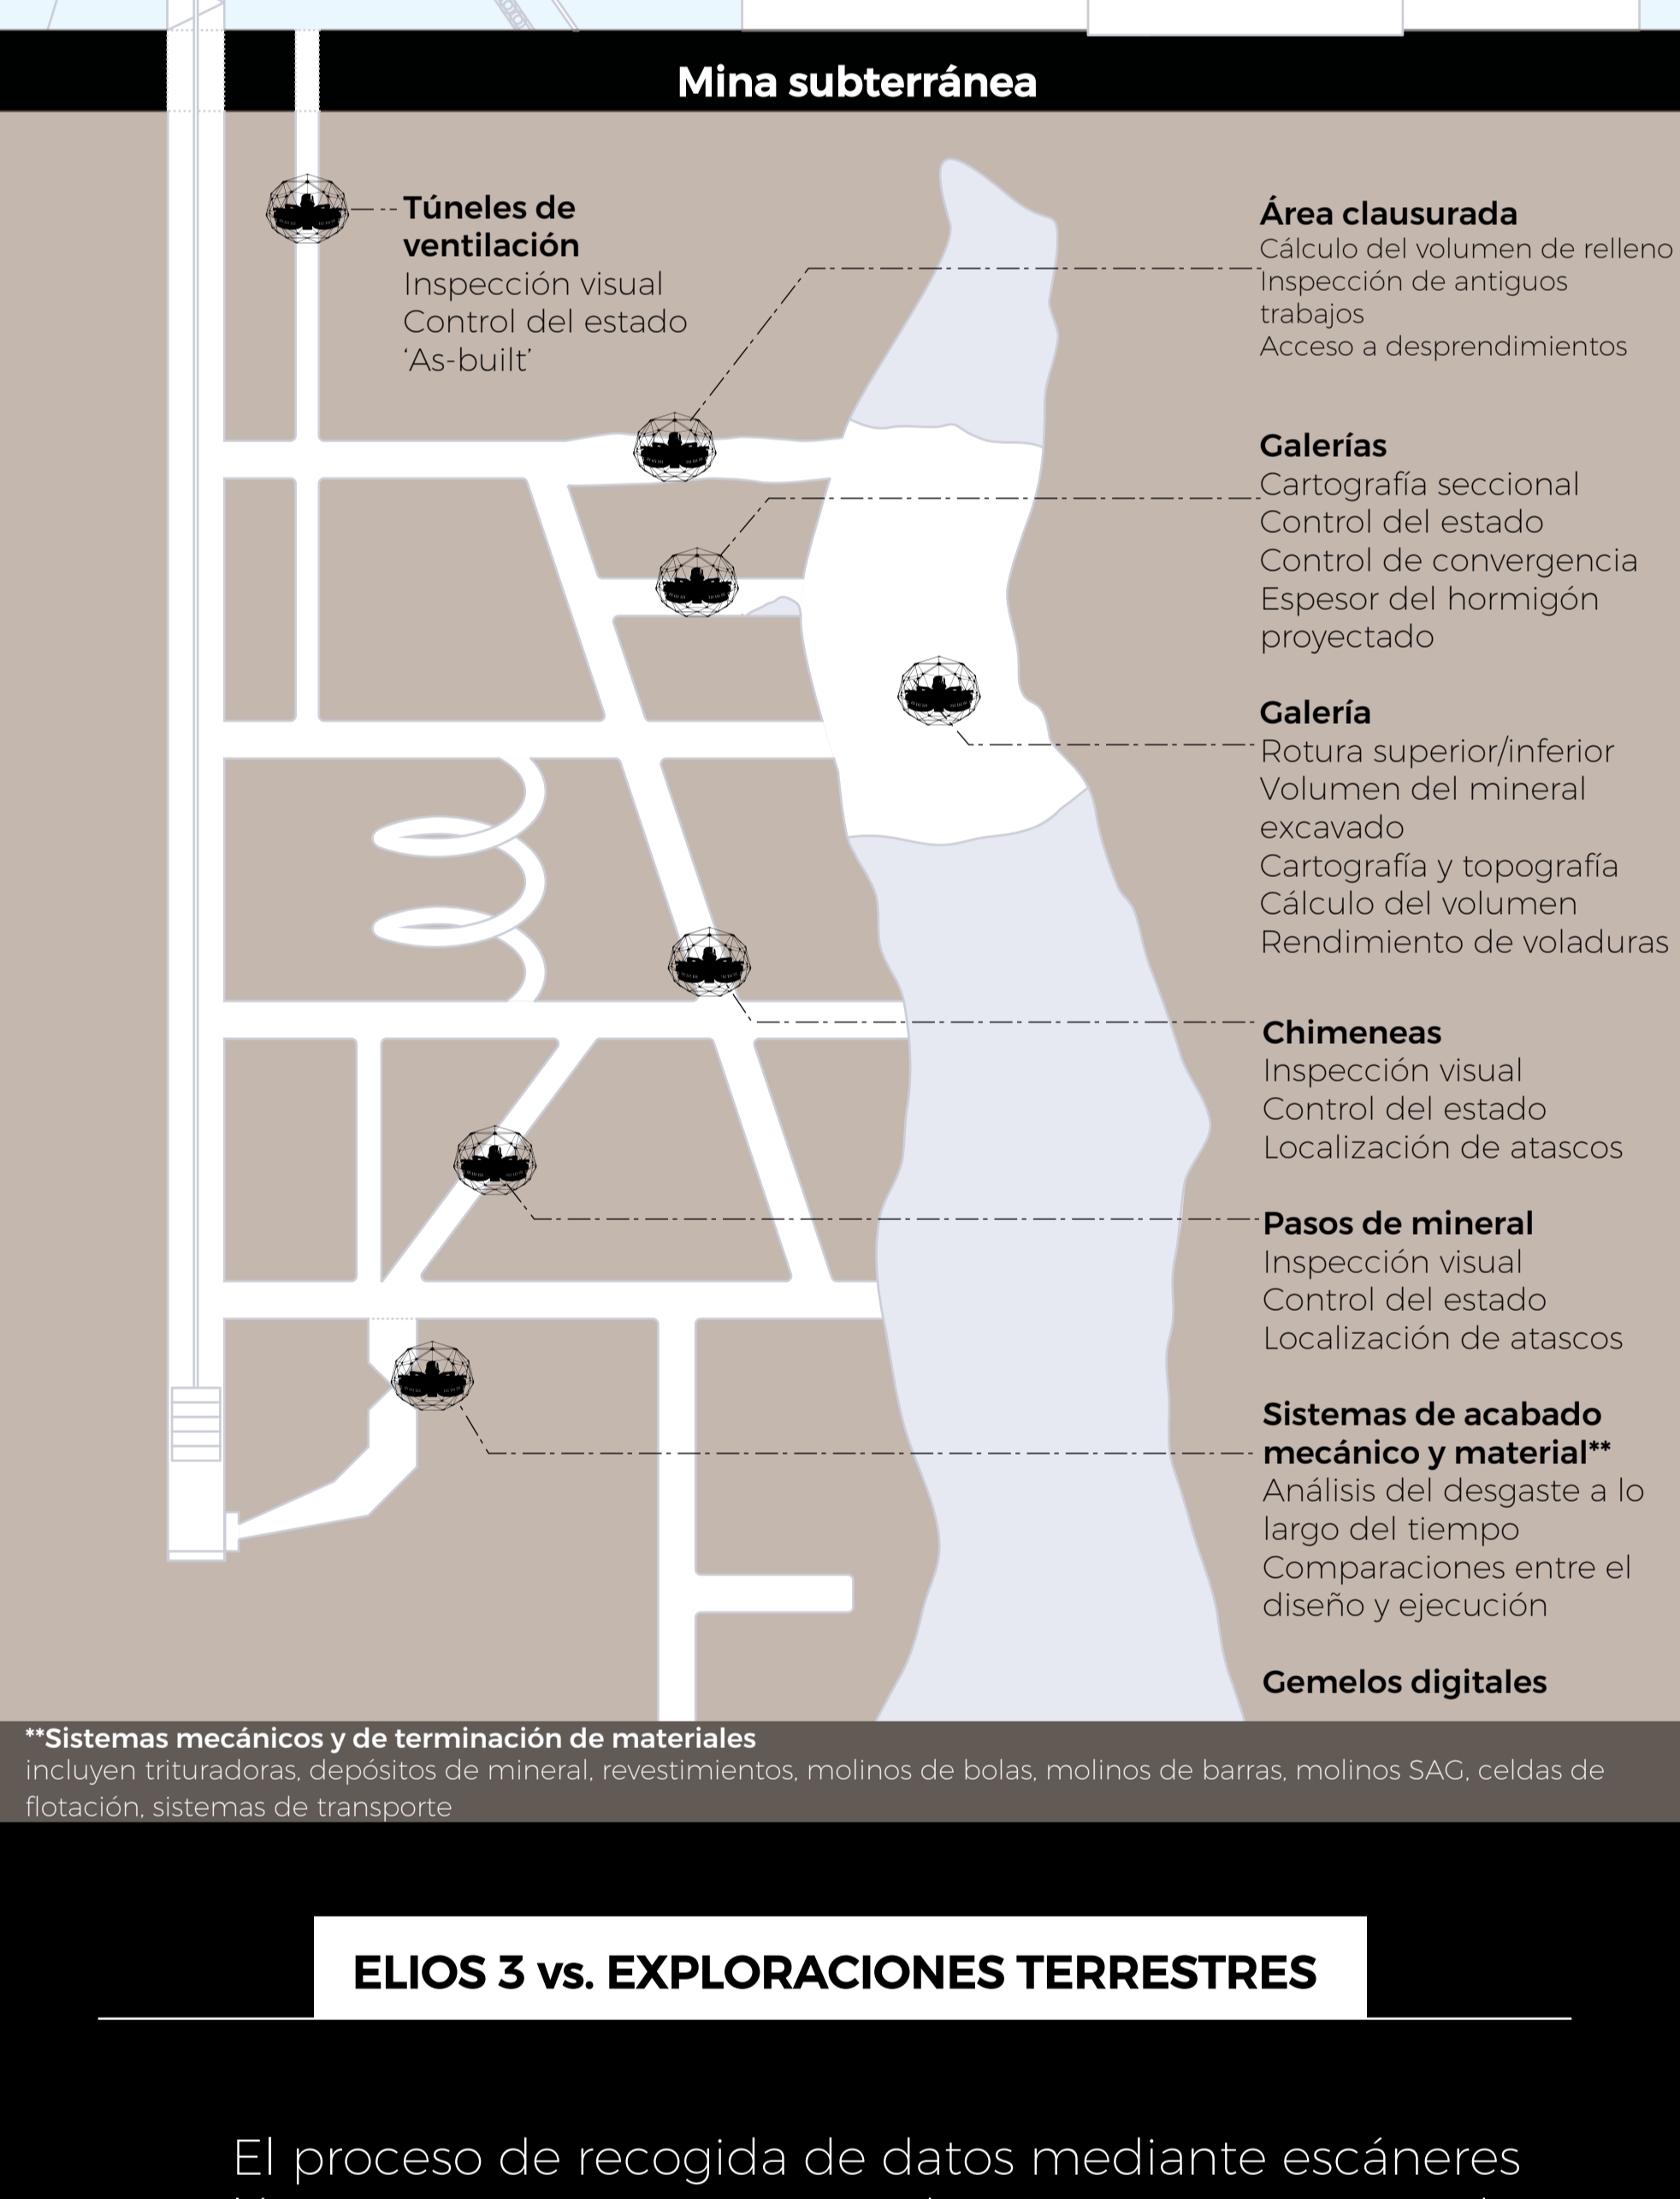 Mina subterránea
Túneles de
ventilación
Inspección visual
Control del estado
‘As-built’
Área clausurada
Cálculo del volumen de relleno
Inspección de antiguos
trabajos
Acceso a desprendimientos
Galerías
Cartografía seccional
Control del estado
Control de convergencia
Espesor del hormigón
proyectado
Galería
Rotura superior/inferior
Volumen del mineral
excavado
Cartografía y topografía
Cálculo del volumen
Rendimiento de voladuras
Chimeneas
Inspección visual
Control del estado
Localización de atascos
Pasos de mineral
Inspección visual
Control del estado
Localización de atascos
Sistemas de acabado
mecánico y material**
Análisis del desgaste a lo
largo del tiempo
Comparaciones entre el
diseño y ejecución
Gemelos digitales
**Sistemas mecánicos y de terminación de materiales
incluyen trituradoras, depósitos de mineral, revestimientos, molinos de bolas, molinos de barras, molinos SAG, celdas de
flotación, sistemas de transporte
ELIOS 3 vs. EXPLORACIONES TERRESTRES
El proceso de recogida de datos mediante escáneres